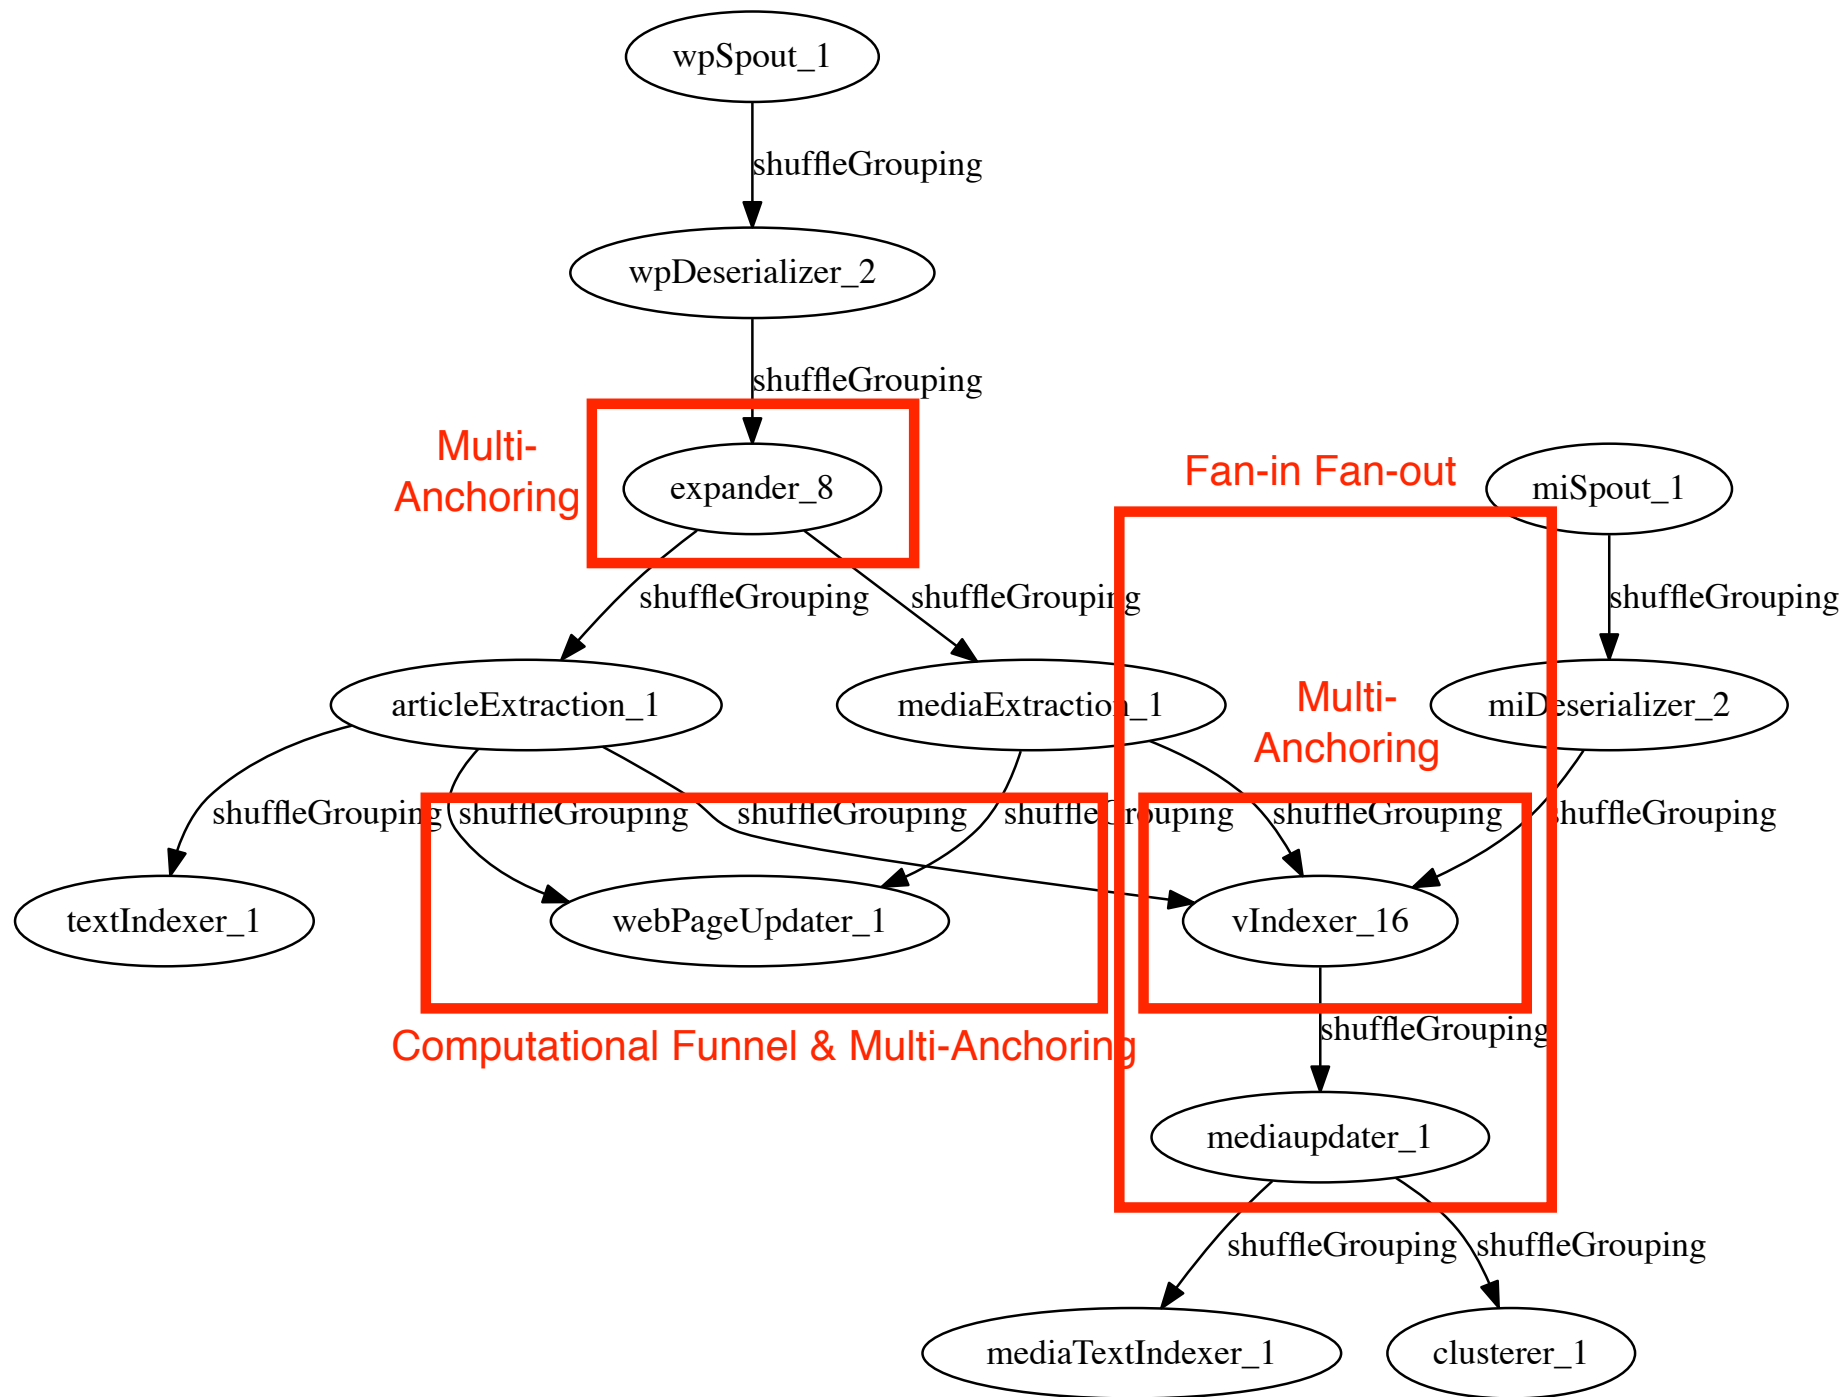 wpSpout_1
shuffleGrouping
wpDeserializer_2
shuffleGrouping
Multi-
Anchoring
expander_8
Fan-in Fan-out
miSpout_1
shuffleGrouping
shuffleGrouping
shuffleGrouping
articleExtraction_1
mediaExtraction_1
Multi-
Anchoring
miDeserializer_2
shuffleGrouping
shuffleGrouping
shuffleGrouping
shuffleGrouping
shuffleGrouping
shuffleGrouping
textIndexer_1
webPageUpdater_1
vIndexer_16
Computational Funnel & Multi-Anchoring
shuffleGrouping
mediaupdater_1
shuffleGrouping
shuffleGrouping
mediaTextIndexer_1
clusterer_1